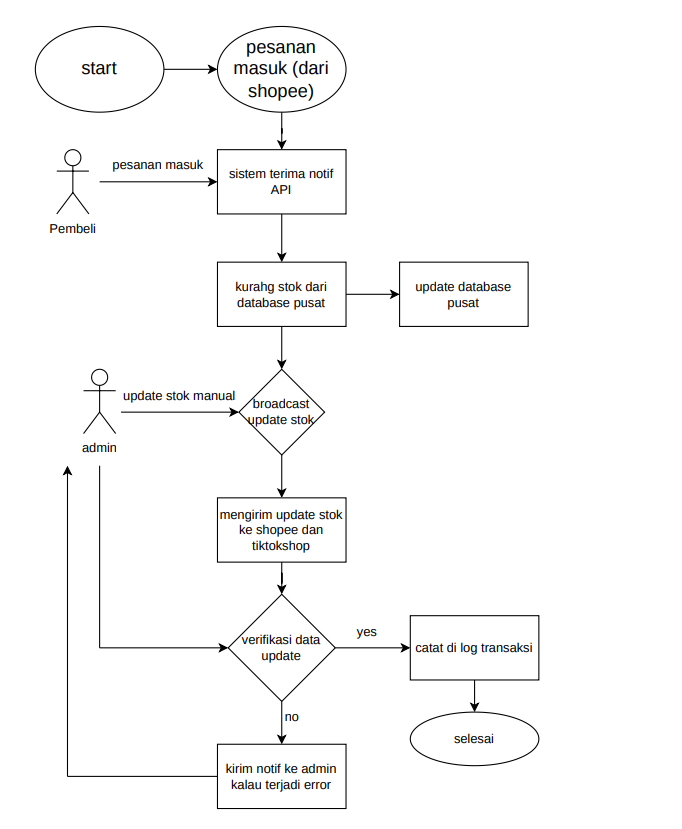 start
pesanan
masuk (dari
shopee)
pesanan masuk
sistem terima notif
API
Pembeli
kurahg stok dari
database pusat
update database
pusat
update stok manual
broadcast
update stok
admin
mengirim update stok
ke shopee dan
tiktokshop
verifikasi data
update
yes
catat di log transaksi
no
selesai
kirim notif ke admin
kalau terjadi error